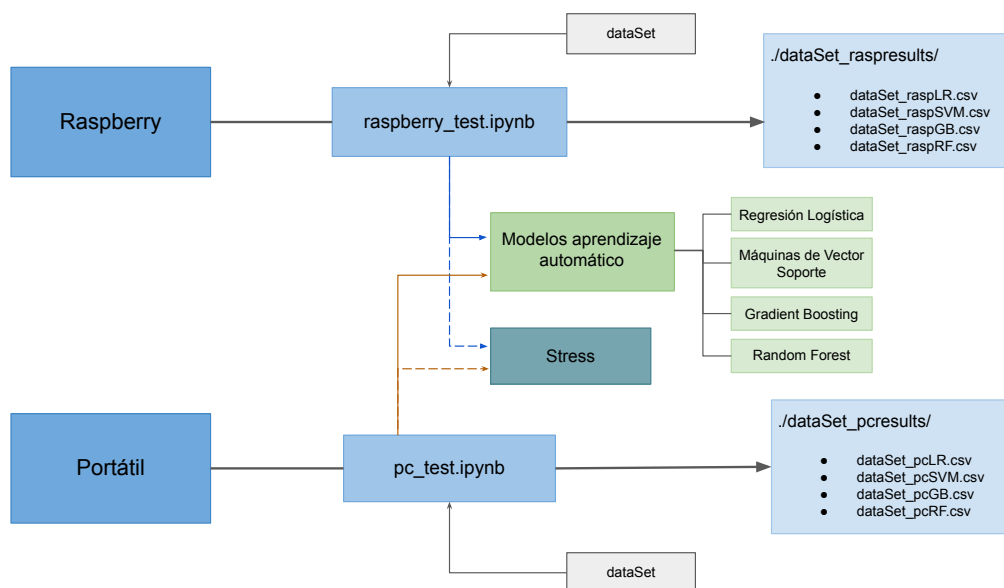 dataSet
./dataSet_raspresults/
Raspberry
raspberry_test.ipynb
● dataSet_raspLR.csv
● dataSet_raspSVM.csv
● dataSet_raspGB.csv
● dataSet_raspRF.csv
Modelos aprendizaje
automático
Regresión Logística
Máquinas de Vector
Soporte
Gradient Boosting
Random Forest
Stress
./dataSet_pcresults/
Portátil
pc_test.ipynb
● dataSet_pcLR.csv
● dataSet_pcSVM.csv
● dataSet_pcGB.csv
● dataSet_pcRF.csv
dataSet